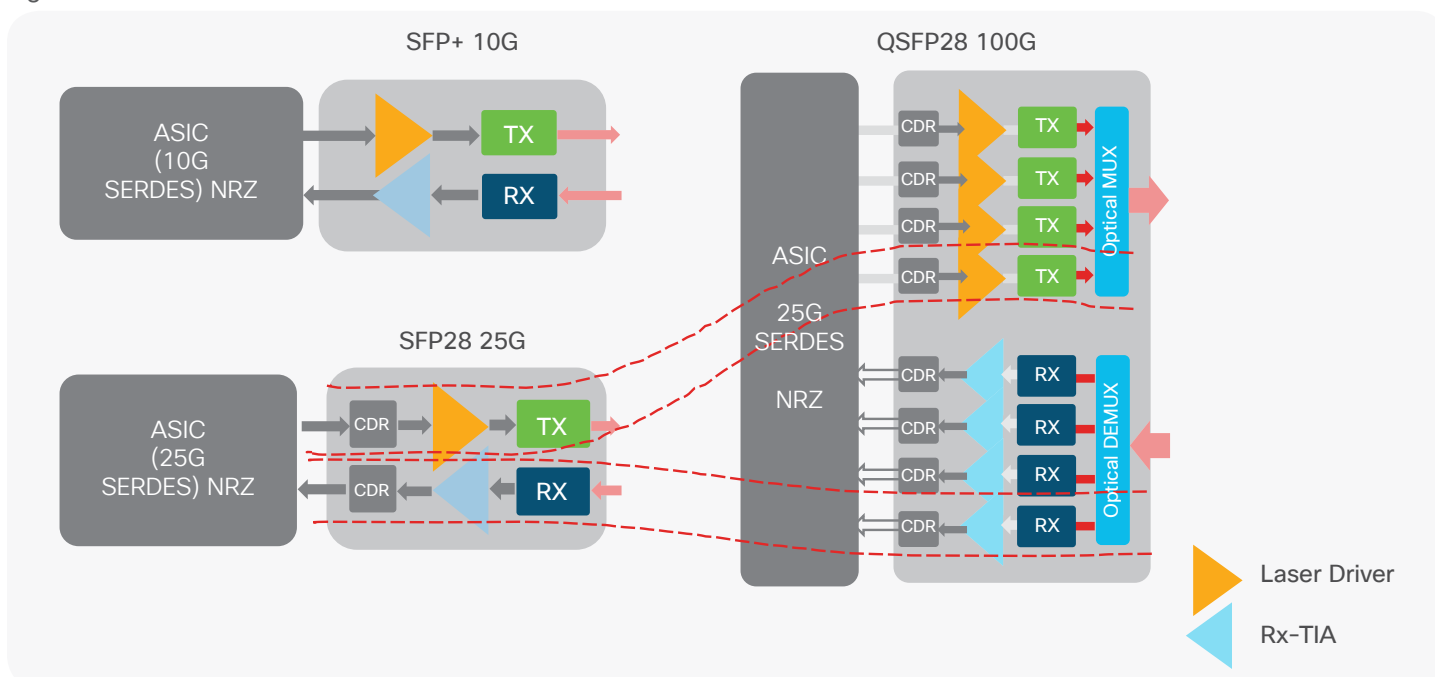 SFP+ 10G
ASIC
(10G
SERDES) NRZ
TX
RX
SFP28 25G
ASIC
(25G
SERDES) NRZ
CDR
TX
CDR
RX
QSFP28 100G
ASIC
25G
SERDES
NRZ
CDR
TX
CDR
TX
CDR
TX
CDR
TX
Optical MUX
CDR
RX
CDR
RX
CDR
RX
CDR
RX
Optical DEMUX
Laser Driver
Rx-TIA